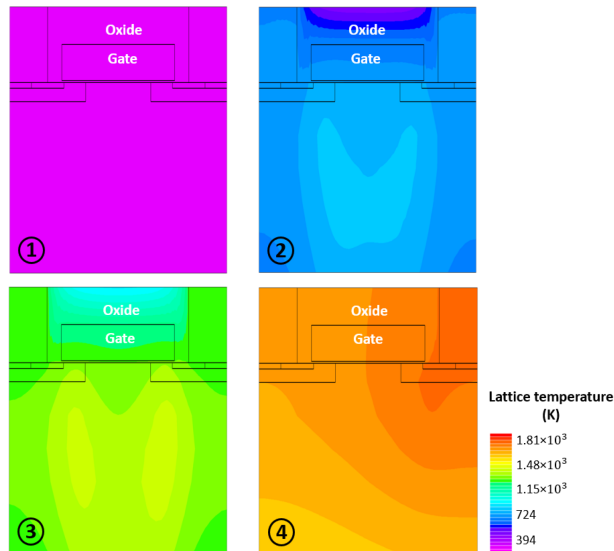 Oxide
Gate
①
Oxide
Gate
②
Oxide
Gate
③
Oxide
Gate
④
Lattice temperature
(K)
1.81×10³
1.48×10³
1.15×10³
724
394